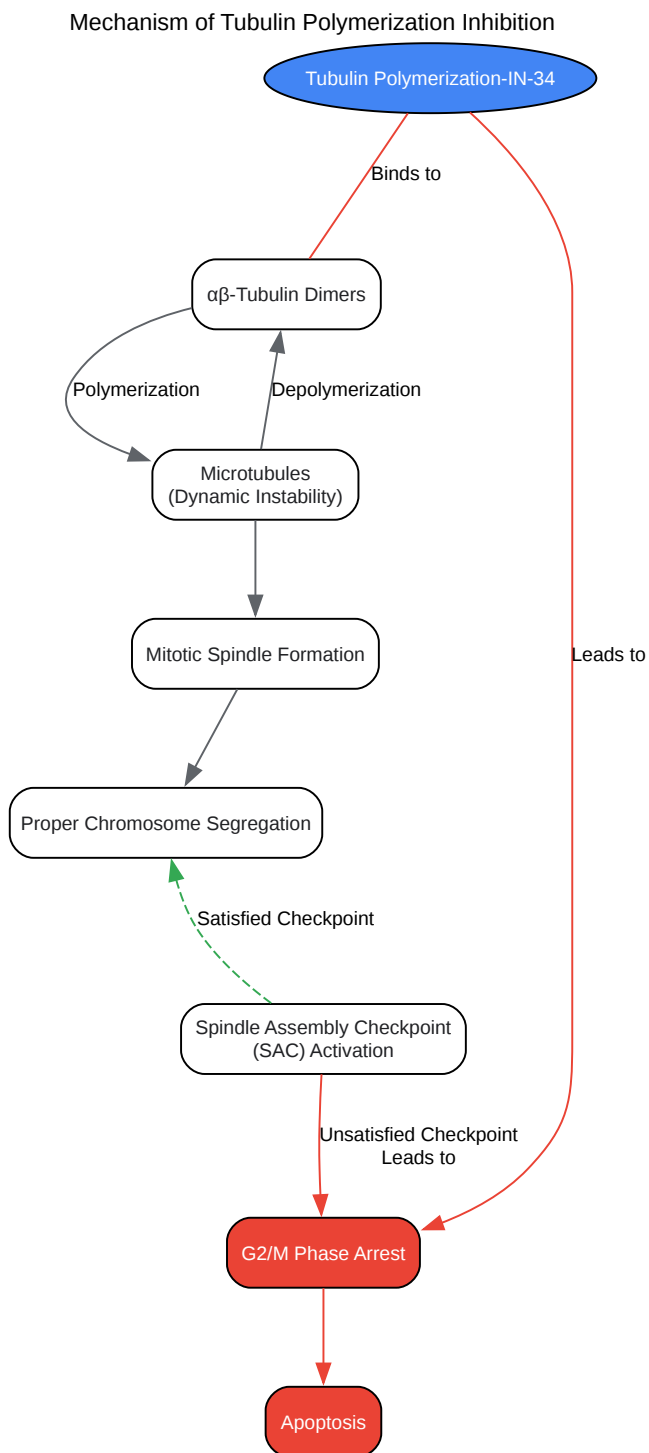 Mechanism of Tubulin Polymerization Inhibition
Tubulin Polymerization-IN-34
Binds to
αβ-Tubulin Dimers
Polymerization
Depolymerization
Microtubules
(Dynamic Instability)
Mitotic Spindle Formation
Leads to
Proper Chromosome Segregation
Satisfied Checkpoint
Spindle Assembly Checkpoint
(SAC) Activation
Unsatisfied Checkpoint
Leads to
G2/M Phase Arrest
Apoptosis